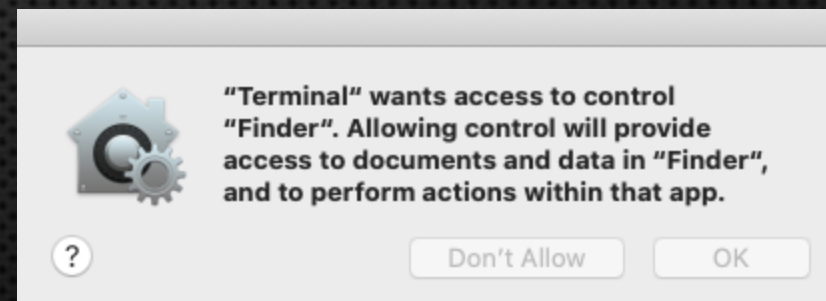 “Terminal“ wants access to control
“Finder“. Allowing control will provide
access to documents and data in “Finder“,
and to perform actions within that app.
?
Don’t Allow
OK